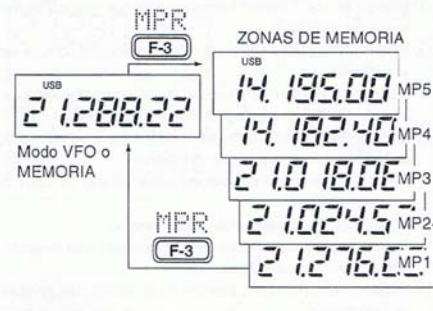 MPR
F-3
ZONAS DE MEMORIA
USB
21.288.22
Modo VFO o
MEMORIA
USB
14.195.00 MP5
14.182.40 MP4
21.018.0 MP3
21.024.5 MP2
21.276. MP1
MPR
F-3